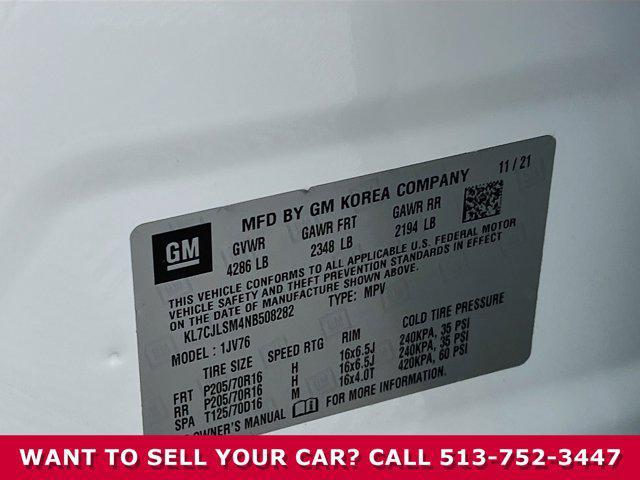 11 / 21
MFD BY GM KOREA COMPANY
GM
GVWR GAWR FRT GAWR RR
4286 LB 2348 LB 2194 LB
THIS VEHICLE CONFORMS TO ALL APPLICABLE U.S. FEDERAL MOTOR
VEHICLE SAFETY AND THEFT PREVENTION STANDARDS IN EFFECT
ON THE DATE OF MANUFACTURE SHOWN ABOVE.
KL7CJLSM4NB508282 TYPE: MPV
MODEL : 1JV76
TIRE SIZE SPEED RTG RIM COLD TIRE PRESSURE
FRT P205/70R16 H 16x6.5J 240KPA, 35 PSI
RR P205/70R16 H 16x6.5J 240KPA, 35 PSI
SPA T125/70D16 M 16x4.0T 420KPA, 60 PSI
OWNER'S MANUAL FOR MORE INFORMATION.
WANT TO SELL YOUR CAR? CALL 513-752-3447